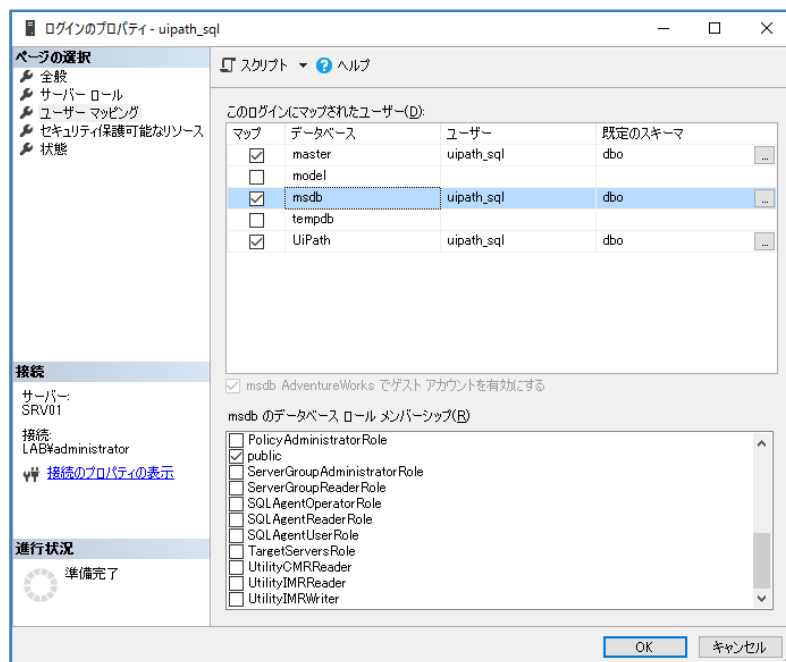 ログインのプロパティ - uipath_sql
ページの選択
全般
サーバー ロール
ユーザー マッピング
セキュリティ保護可能なリソース
状態
スクリプト
ヘルプ
このログインにマップされたユーザー(D):
マップ データベース ユーザー 既定のスキーマ
master uipath_sql dbo ...
model
msdb uipath_sql dbo ...
tempdb
UiPath uipath_sql dbo ...
msdb AdventureWorks でゲスト アカウントを有効にする
msdb のデータベース ロール メンバーシップ(R)
PolicyAdministratorRole
public
ServerGroupAdministratorRole
ServerGroupReaderRole
SQLAgentOperatorRole
SQLAgentReaderRole
SQLAgentUserRole
TargetServersRole
UtilityCMRReader
UtilityIMRReader
UtilityIMRWriter
接続
サーバー:
SRV01
接続:
LAB¥administrator
接続のプロパティの表示
進行状況
準備完了
OK キャンセル